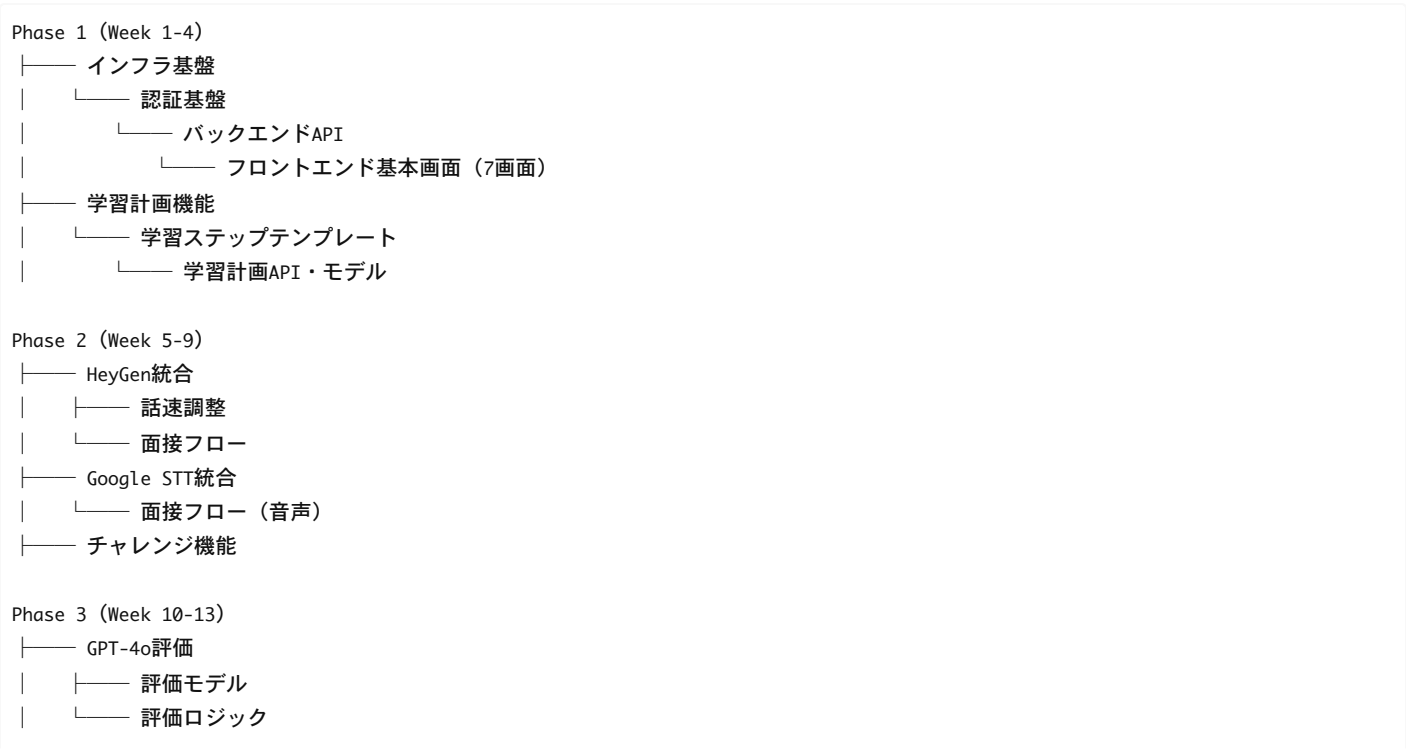 Phase 1 (Week 1-4)
├── インフラ基盤
│   └── 認証基盤
│       └── バックエンドAPI
│           └── フロントエンド基本画面（7画面）
├── 学習計画機能
│   └── 学習ステップテンプレート
│       └── 学習計画API・モデル

Phase 2 (Week 5-9)
├── HeyGen統合
│   ├── 話速調整
│   └── 面接フロー
├── Google STT統合
│   └── 面接フロー（音声）
├── チャレンジ機能

Phase 3 (Week 10-13)
├── GPT-4o評価
│   ├── 評価モデル
│   └── 評価ロジック